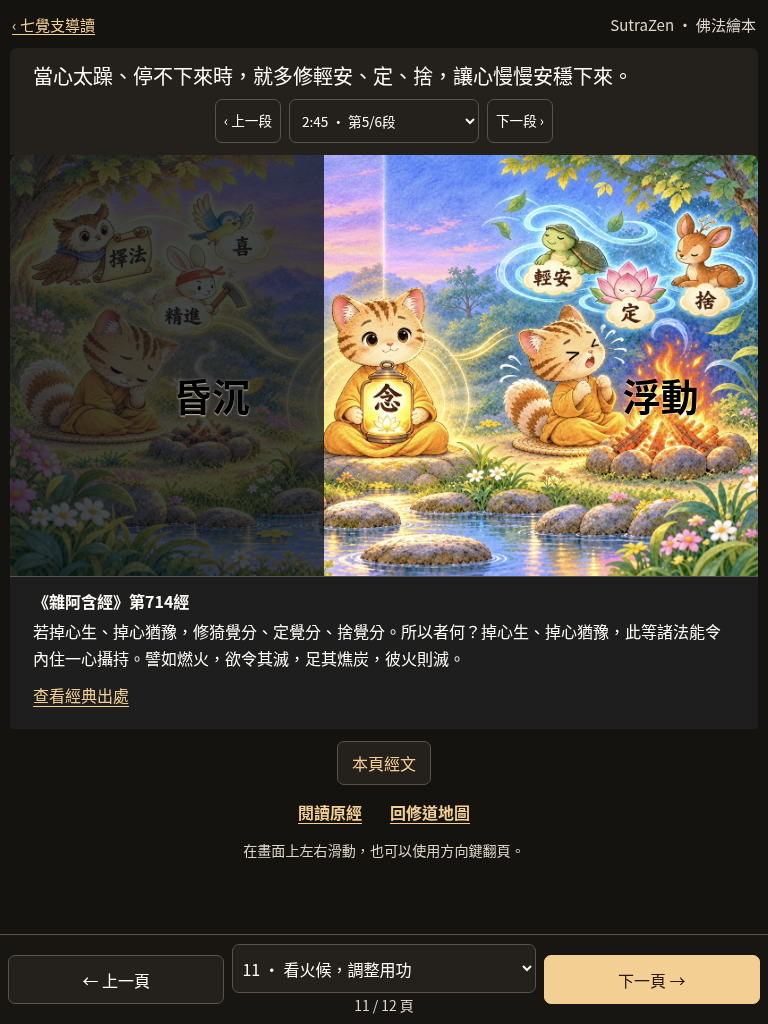 ‹ 七覺支導讀
SutraZen · 佛法繪本
當心太躁、停不下來時，就多修輕安、定、捨，讓心慢慢安穩下來。
‹ 上一段
2:45 · 第5/6段
下一段 ›
擇法
喜
精進
昏沉
念
輕安
定
捨
浮動
《雜阿含經》第714經
若掉心生、掉心猶豫，修猗覺分、定覺分、捨覺分。所以者何？掉心生、掉心猶豫，此等諸法能令
內住一心攝持。譬如燃火，欲令其滅，足其燋炭，彼火則滅。
查看經典出處
本頁經文
閱讀原經
回修道地圖
在畫面上左右滑動，也可以使用方向鍵翻頁。
← 上一頁
11 · 看火候，調整用功
11 / 12 頁
下一頁 →